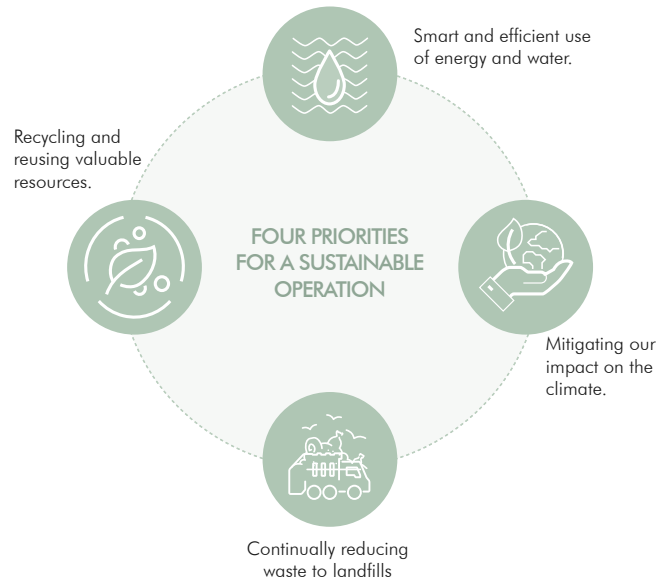 Smart and efficient use
of energy and water.
Recycling and
reusing valuable
resources.
FOUR PRIORITIES
FOR A SUSTAINABLE
OPERATION
Mitigating our
impact on the
climate.
Continually reducing
waste to landfills